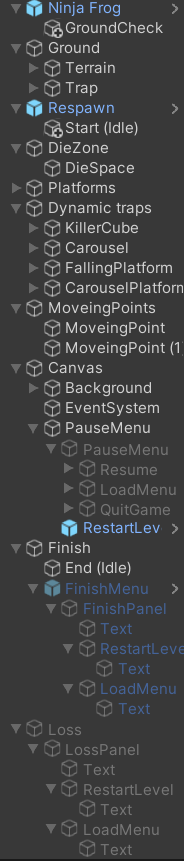 Ninja Frog
GroundCheck
Ground
Terrain
Trap
Respawn
Start (Idle)
DieZone
DieSpace
Platforms
Dynamic traps
KillerCube
Carousel
FallingPlatform
CarouselPlatform
MoveingPoints
MoveingPoint
MoveingPoint (1
Canvas
Background
EventSystem
PauseMenu
PauseMenu
Resume
LoadMenu
QuitGame
RestartLev
Finish
End (Idle)
FinishMenu
FinishPanel
Text
RestartLeve
Text
LoadMenu
Text
Loss
LossPanel
Text
RestartLevel
Text
LoadMenu
Text